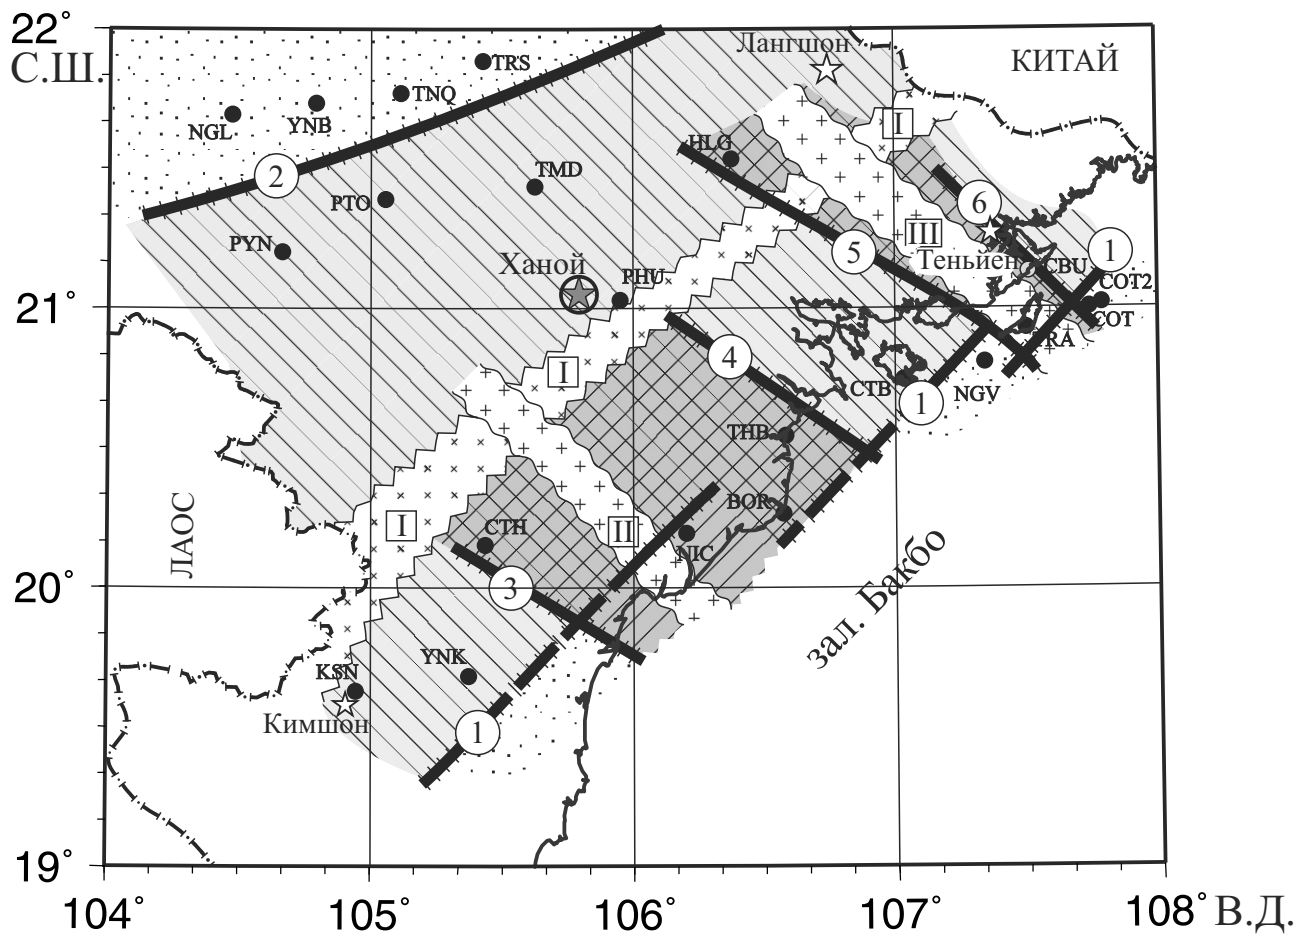 22°
С.Ш.
Лангшон
КИТАЙ
TRS
TNQ
YNB
NGL
I
HLG
2
TMD
PTO
6
III
PYN
5
1
Ханой
Теньйен
CBU
PHU
COT2
21°
COT
TRA
4
I
CTB
NGV
1
THB
BOR
ЛАОС
I
CTH
II
NIC
зал. Бакбо
20°
3
YNK
KSN
Кимшон
1
19°
104°
105°
106°
107°
108°
В.Д.